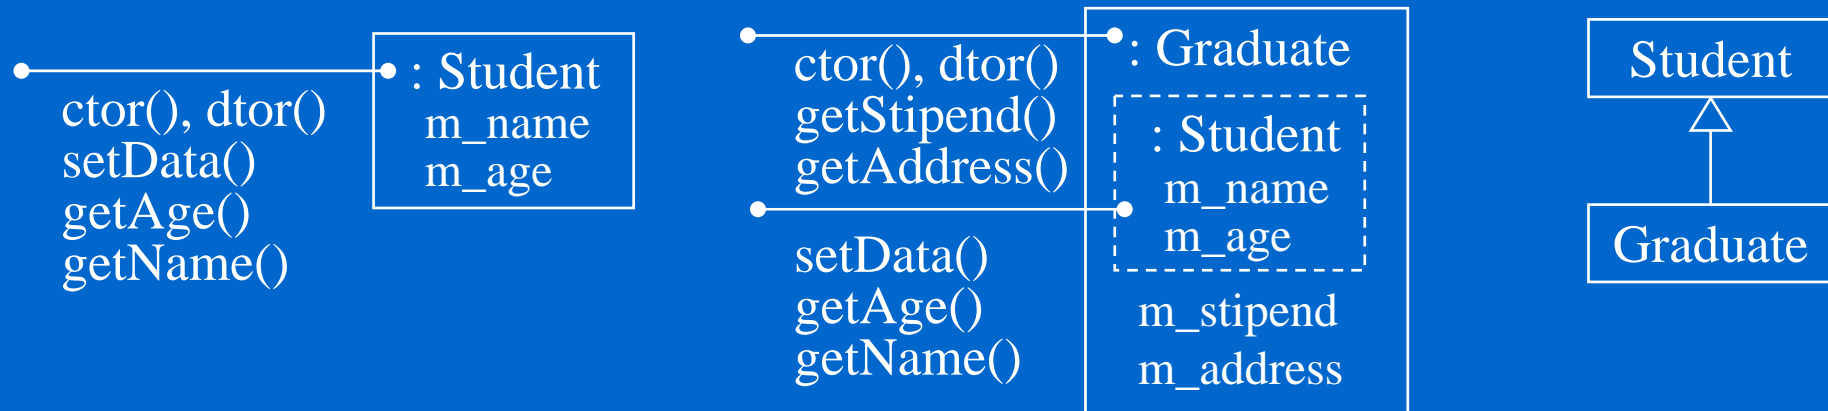 : Student
m_name
m_age
ctor(), dtor()
setData()
getAge()
getName()
: Graduate
ctor(), dtor()
getStipend()
getAddress()
: Student
m_name
m_age
setData()
getAge()
getName()
m_stipend
m_address
Student
Graduate